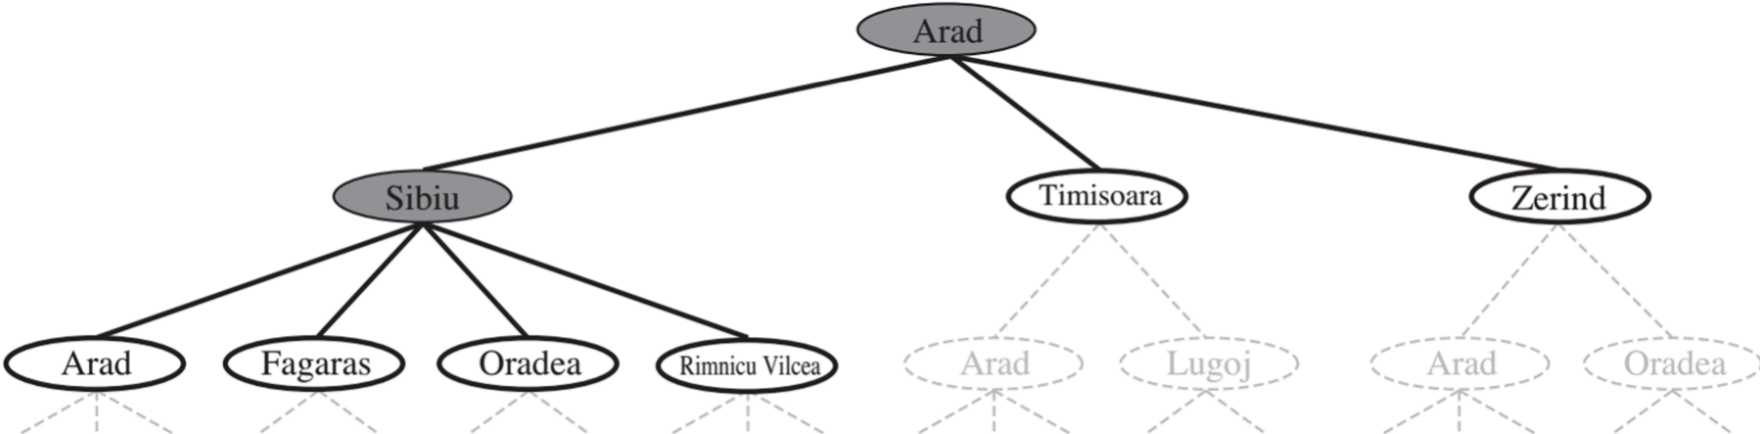 Arad
Sibiu
Timisoara
Zerind
Arad
Fagaras
Oradea
Rimnicu Vilcea
Arad
Lugoj
Arad
Oradea